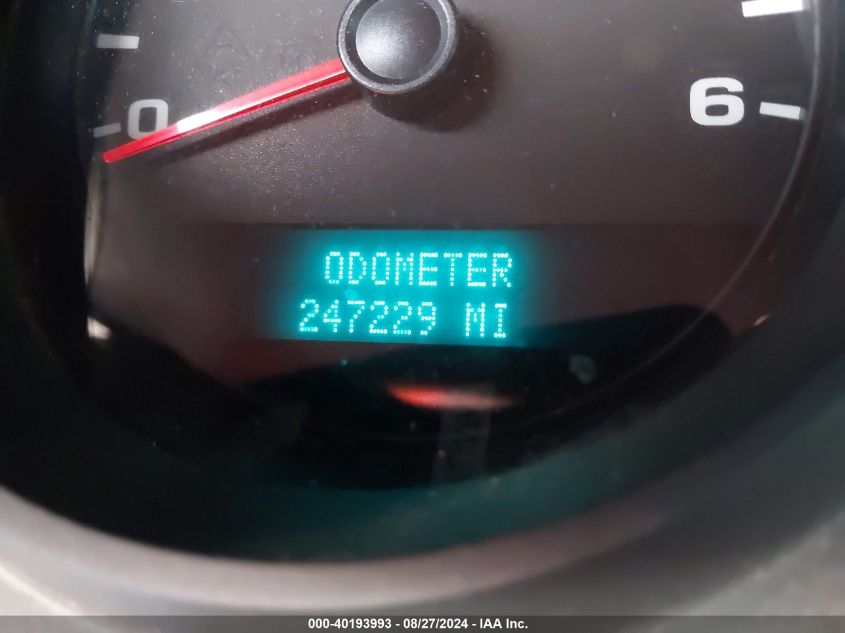 0
6
ODOMETER
247229 MI
000-40193993 - 08/27/2024 - IAA Inc.